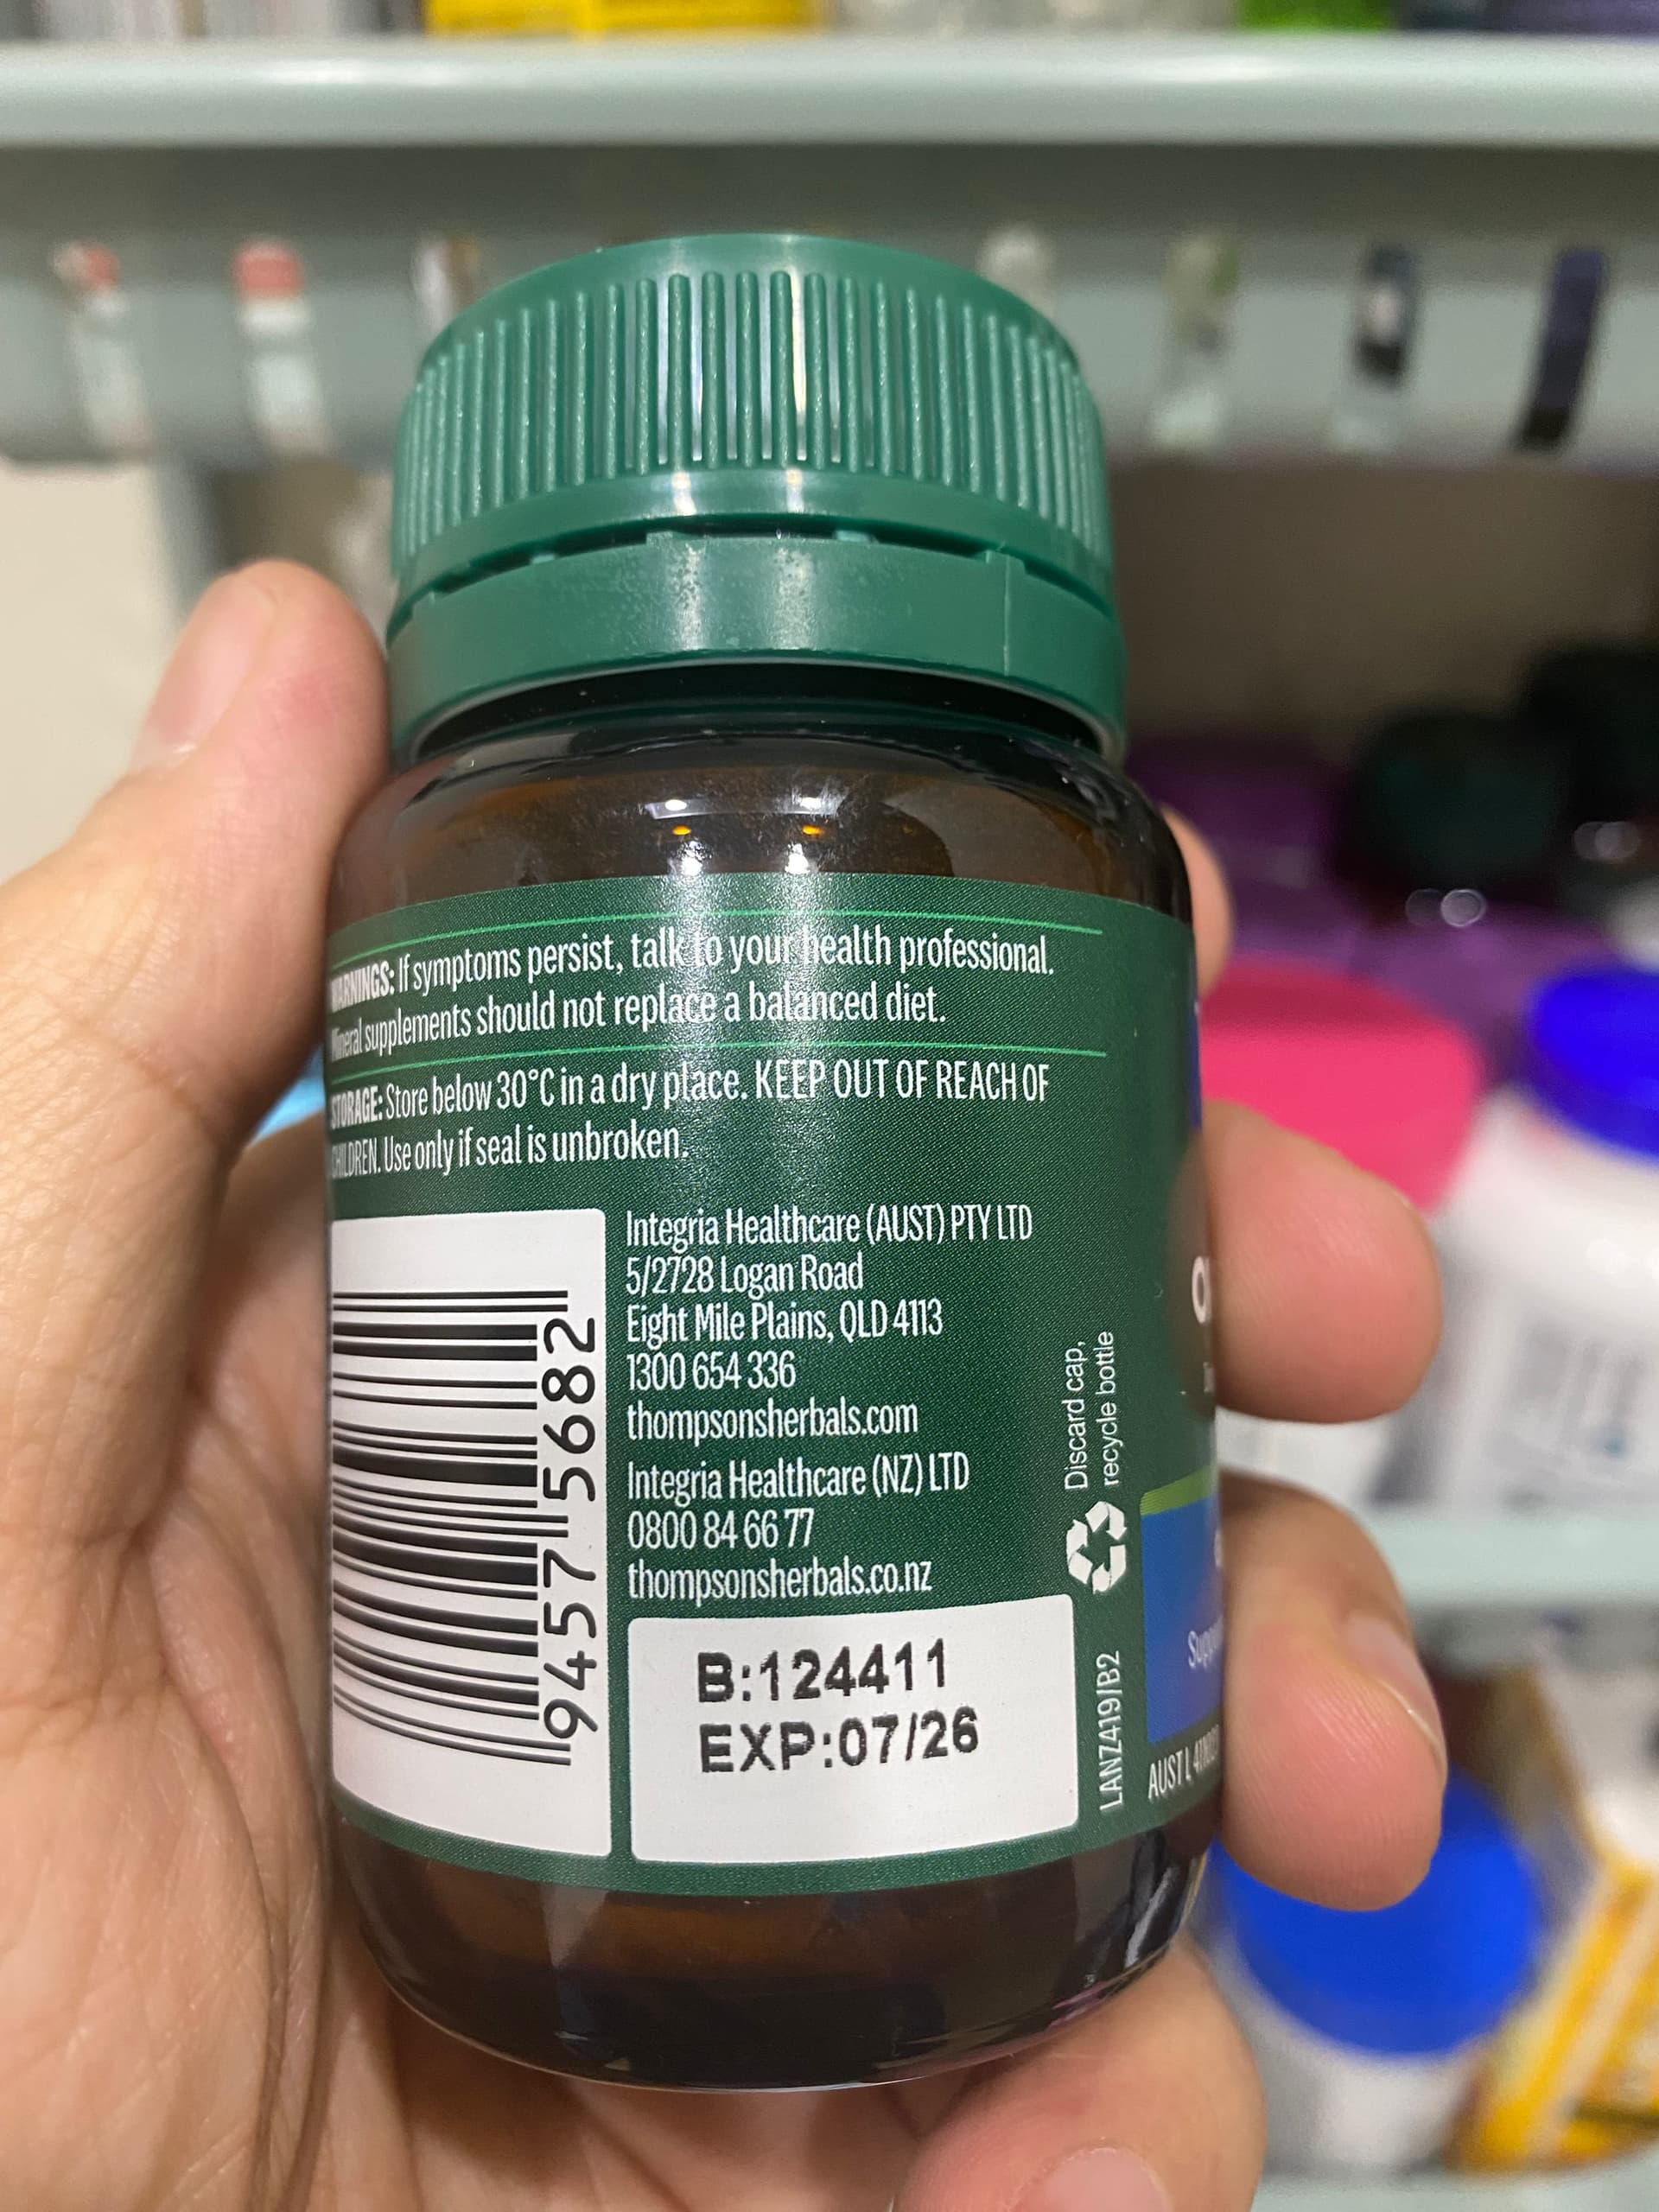 WARNINGS: If symptoms persist, talk to your health professional.
Mineral supplements should not replace a balanced diet.
STORAGE: Store below 30°C in a dry place. KEEP OUT OF REACH OF
CHILDREN. Use only if seal is unbroken.
Integria Healthcare (AUST) PTY LTD
5/2728 Logan Road
Eight Mile Plains, QLD 4113
1300 654 336
thompsonsherbals.com
Integria Healthcare (NZ) LTD
0800 84 66 77
thompsonsherbals.co.nz
9457 5682
B:124411
EXP:07/26
Discard cap,
recycle bottle
LANZ419/B2
AUST L